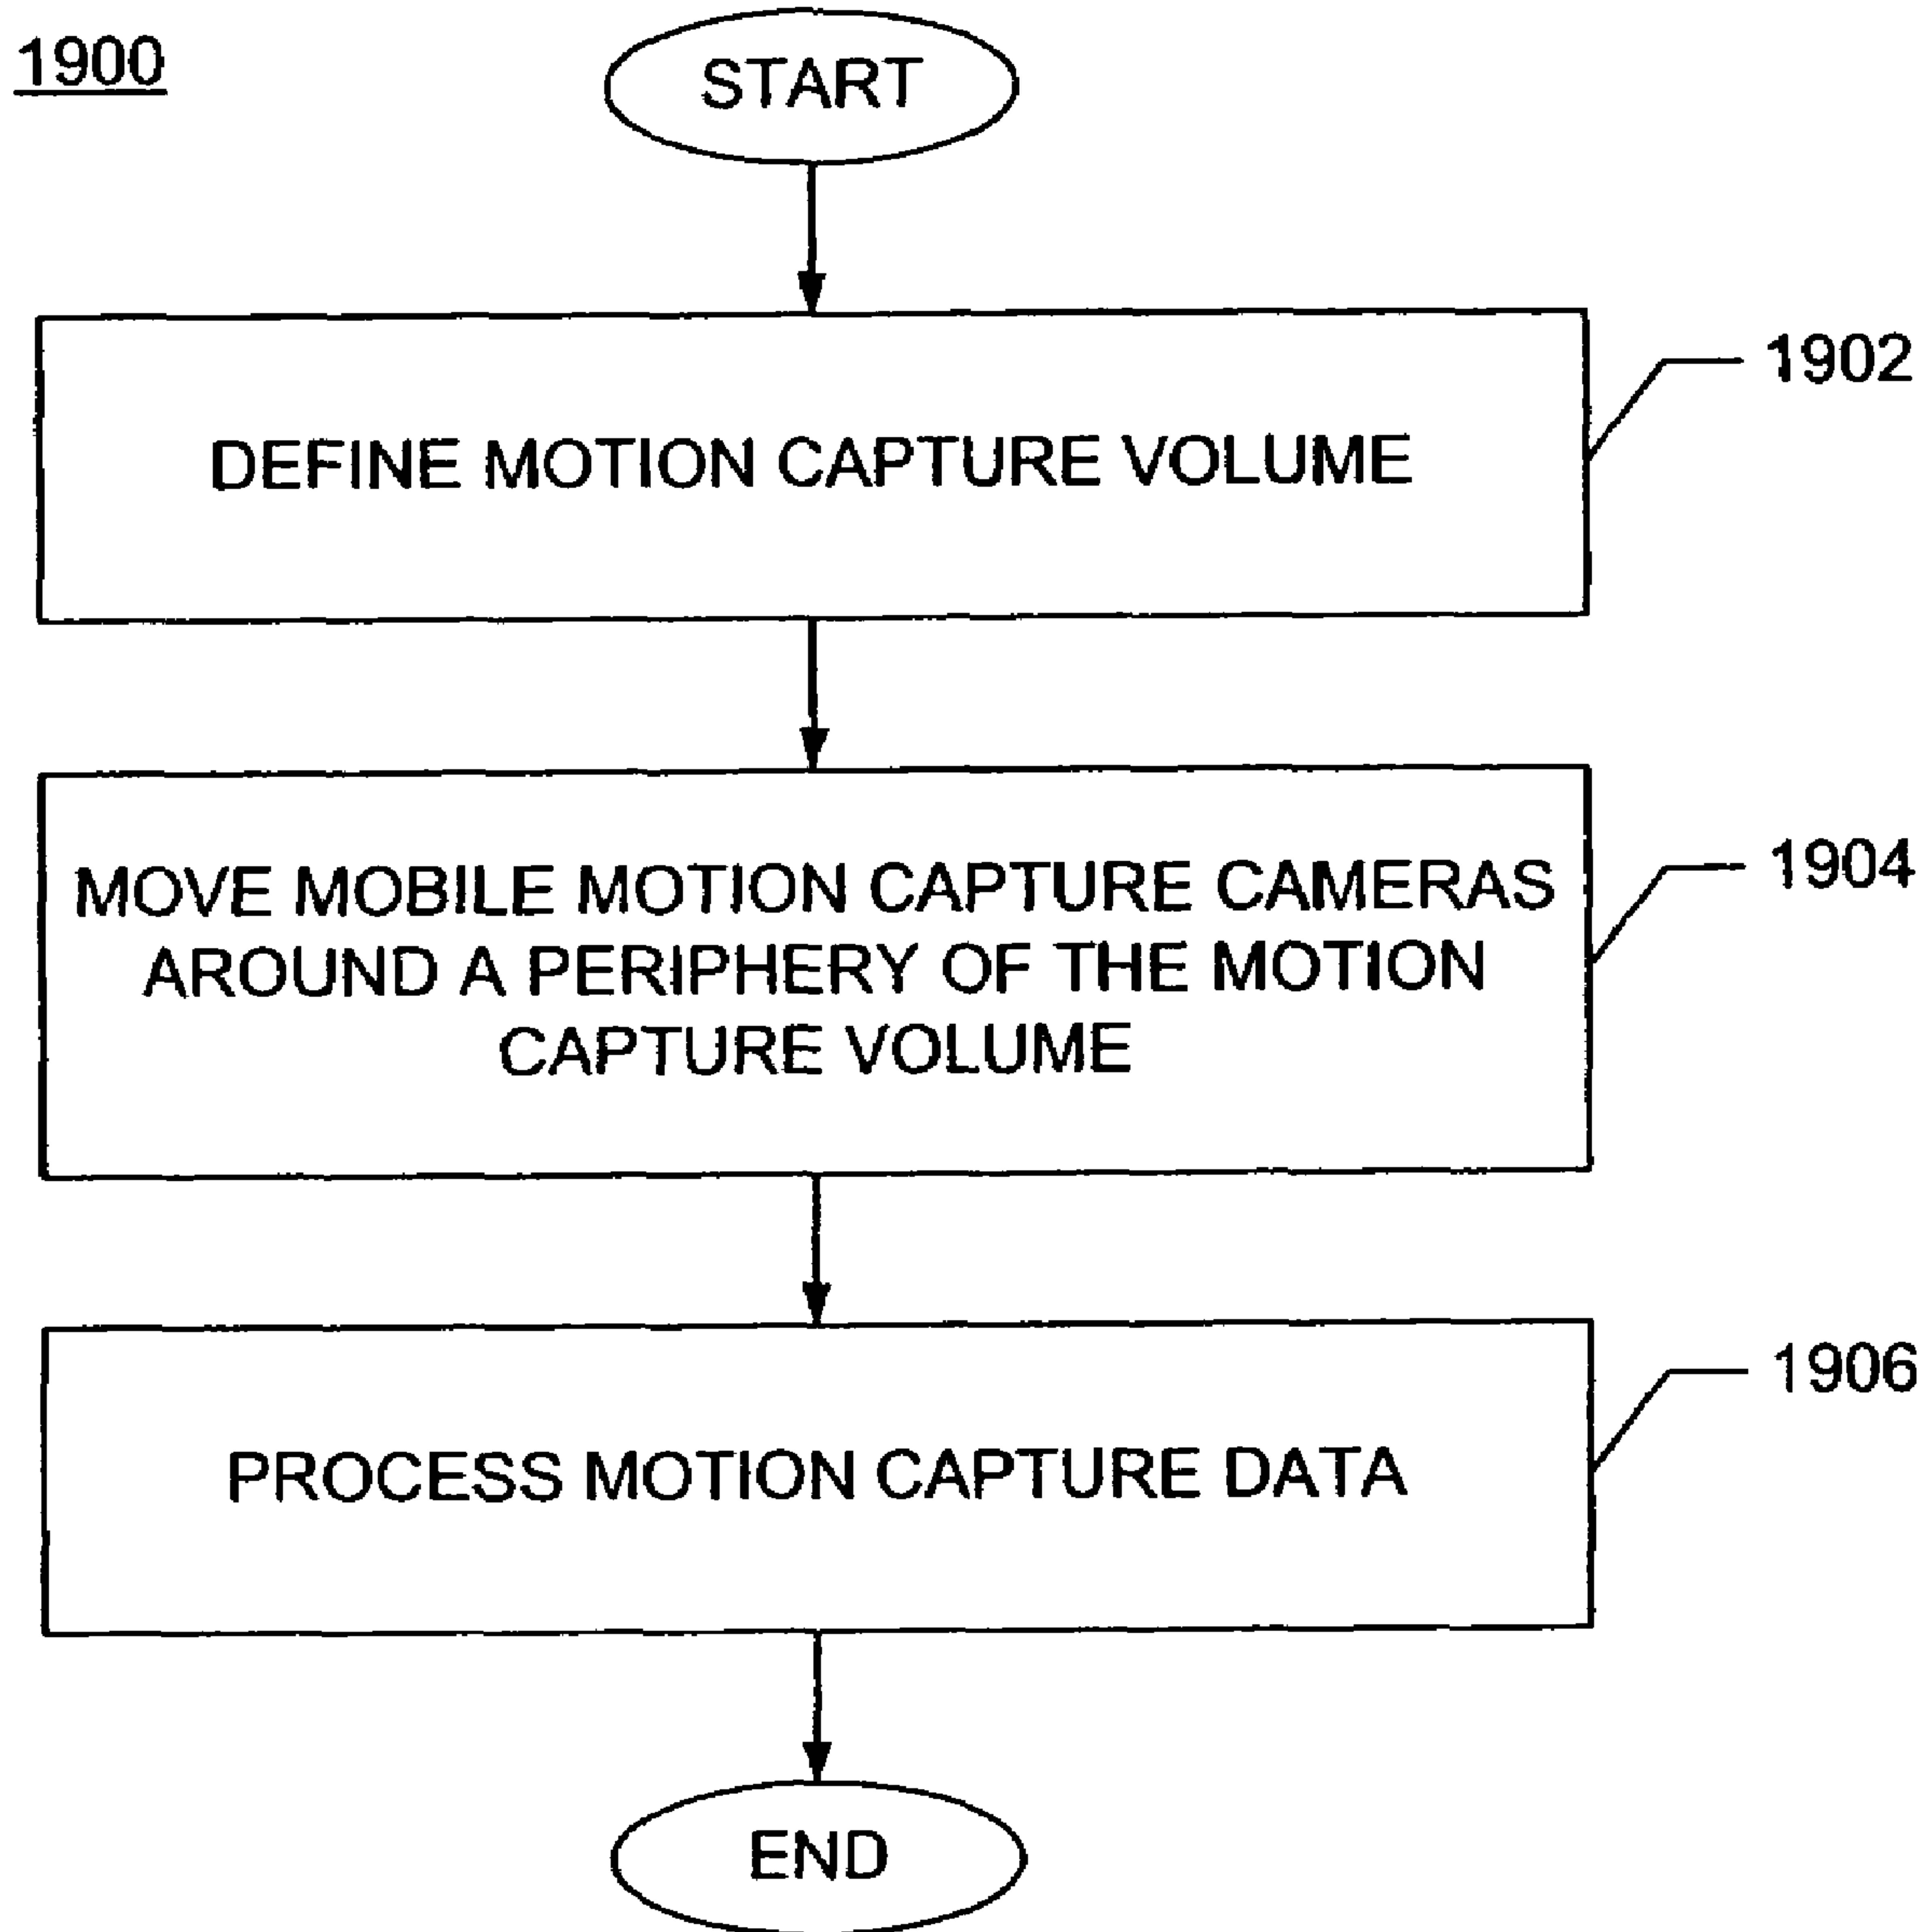 1900
START
DEFINE MOTION CAPTURE VOLUME
1902
MOVE MOBILE MOTION CAPTURE CAMERAS
AROUND A PERIPHERY OF THE MOTION
CAPTURE VOLUME
1904
PROCESS MOTION CAPTURE DATA
1906
END